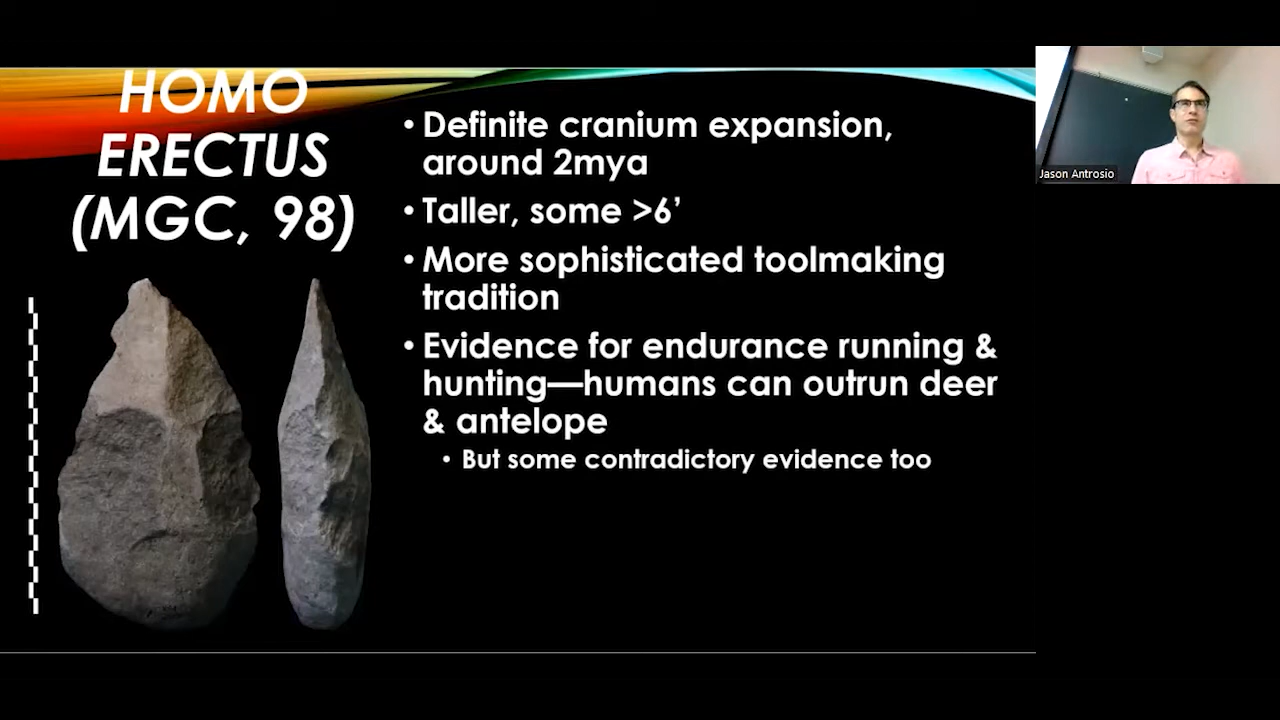 HOMO
ERECTUS
(MGC, 98)
• Definite cranium expansion,
around 2mya
• Taller, some >6’
• More sophisticated toolmaking
tradition
• Evidence for endurance running &
hunting—humans can outrun deer
& antelope
• But some contradictory evidence too
Jason Antrosio